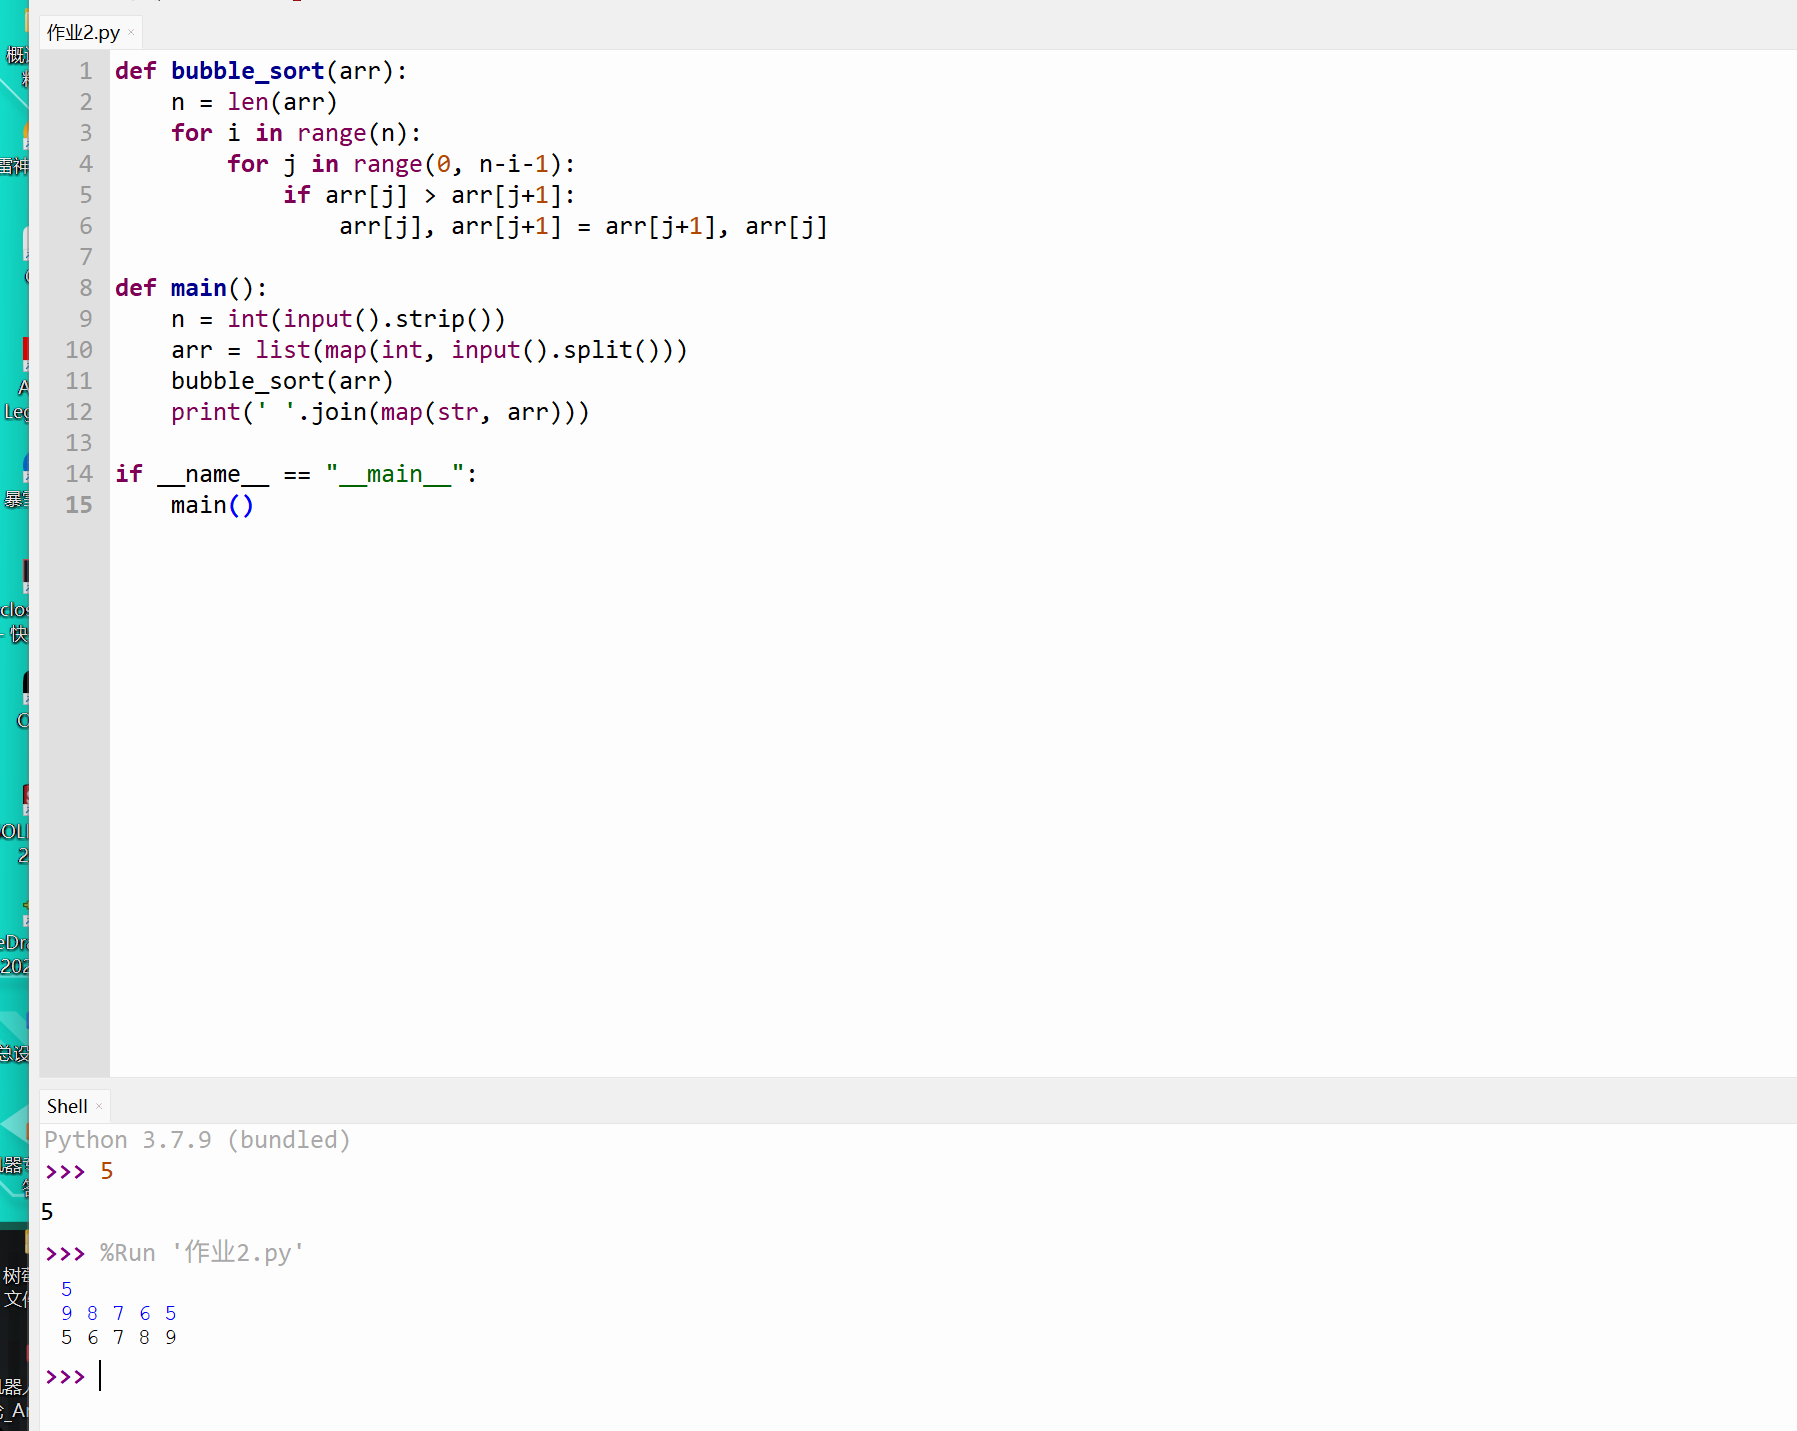 作业2.py ×
1 def bubble_sort(arr):
2     n = len(arr)
3     for i in range(n):
4         for j in range(0, n-i-1):
5             if arr[j] > arr[j+1]:
6                 arr[j], arr[j+1] = arr[j+1], arr[j]
7
8 def main():
9     n = int(input().strip())
10     arr = list(map(int, input().split()))
11     bubble_sort(arr)
12     print(' '.join(map(str, arr)))
13
14 if __name__ == "__main__":
15     main()
Shell ×
Python 3.7.9 (bundled)
>>> 5
5
>>> %Run '作业2.py'
5
9 8 7 6 5
5 6 7 8 9
>>>